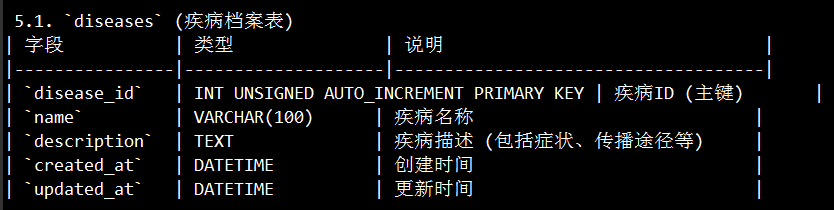 5.1. `diseases` (疾病档案表)
| 字段 | 类型 | 说明 |
|----------------|--------------------|-------------------------------------|
| `disease_id` | INT UNSIGNED AUTO_INCREMENT PRIMARY KEY | 疾病ID (主键) |
| `name` | VARCHAR(100) | 疾病名称 |
| `description` | TEXT | 疾病描述 (包括症状、传播途径等) |
| `created_at` | DATETIME | 创建时间 |
| `updated_at` | DATETIME | 更新时间 |